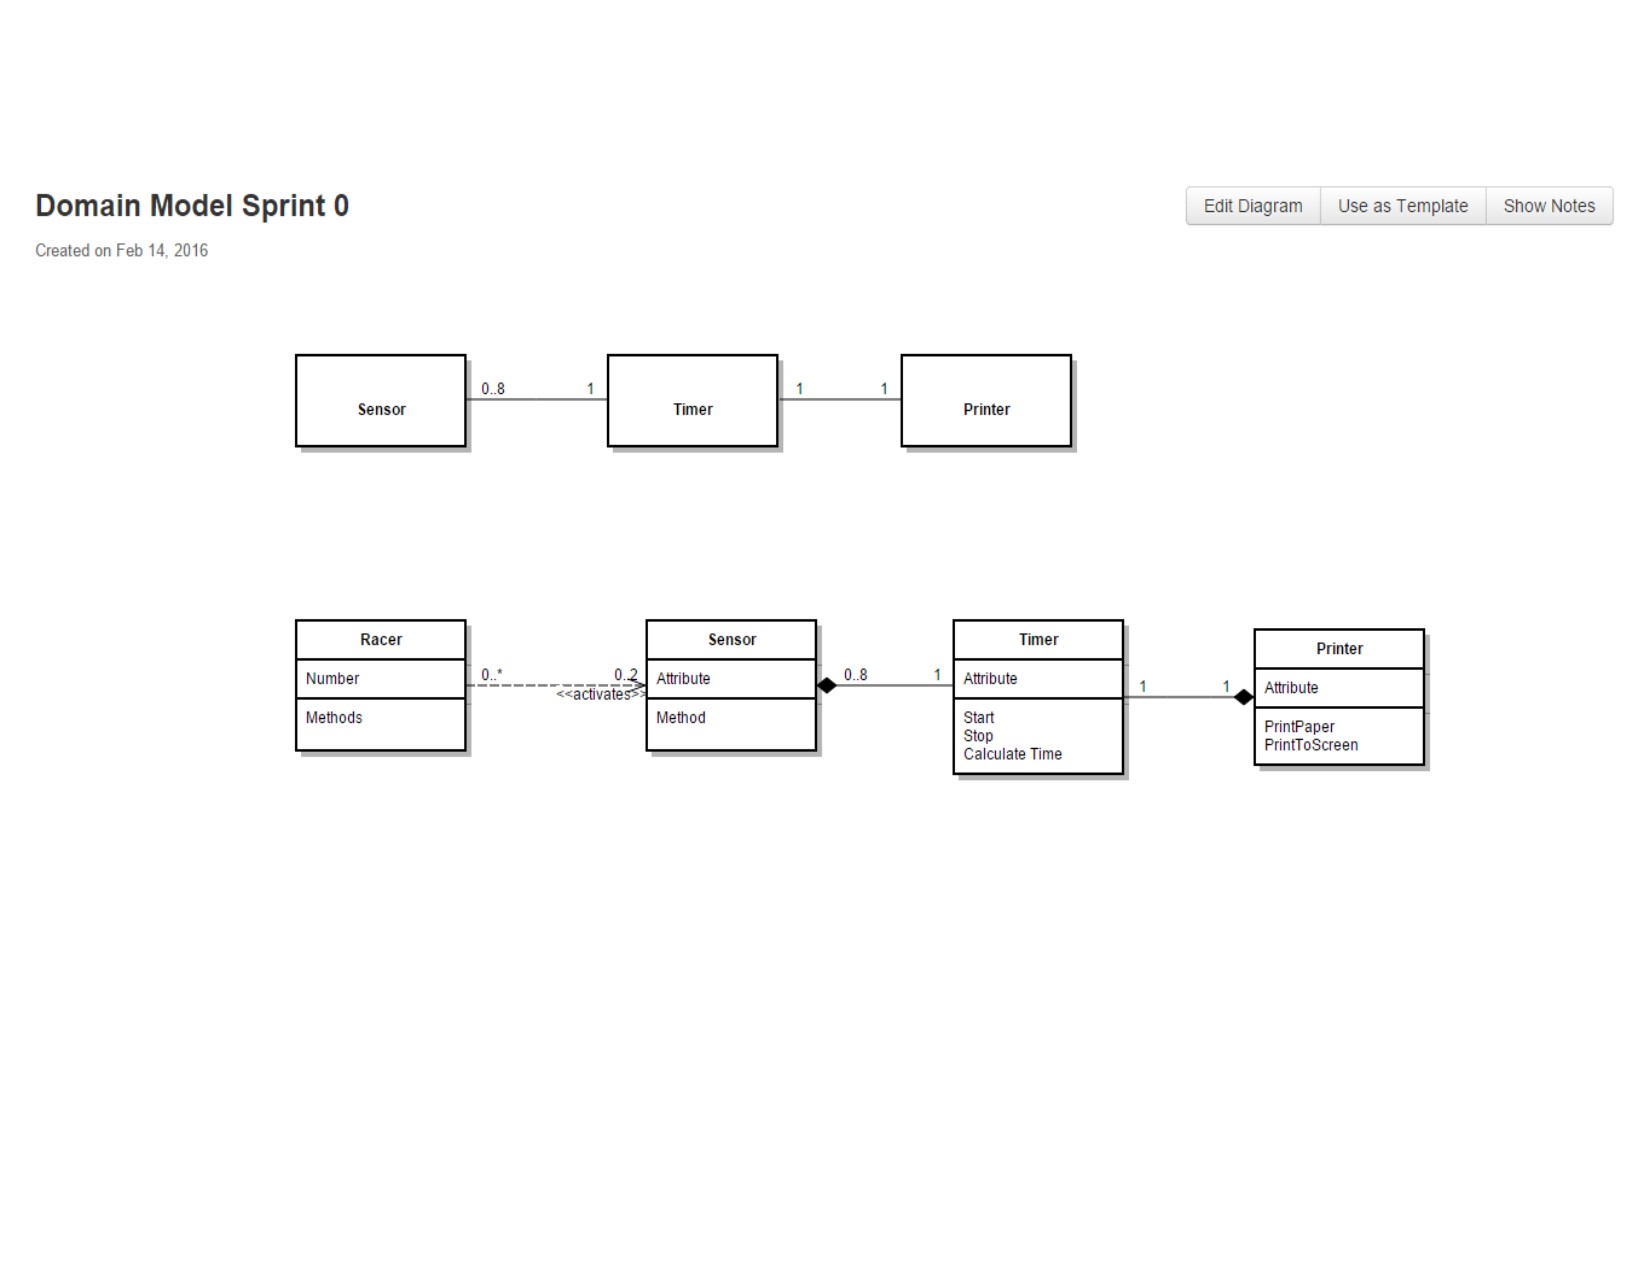 Domain Model Sprint 0
Edit Diagram
Use as Template
Show Notes
Created on Feb 14, 2016
Sensor
0..8
1
Timer
1
1
Printer
Racer
Number
Methods
0..*
0..2
<<activates>>
Sensor
Attribute
Method
0..8
1
Timer
Attribute
Start
Stop
Calculate Time
1
1
Printer
Attribute
PrintPaper
PrintToScreen